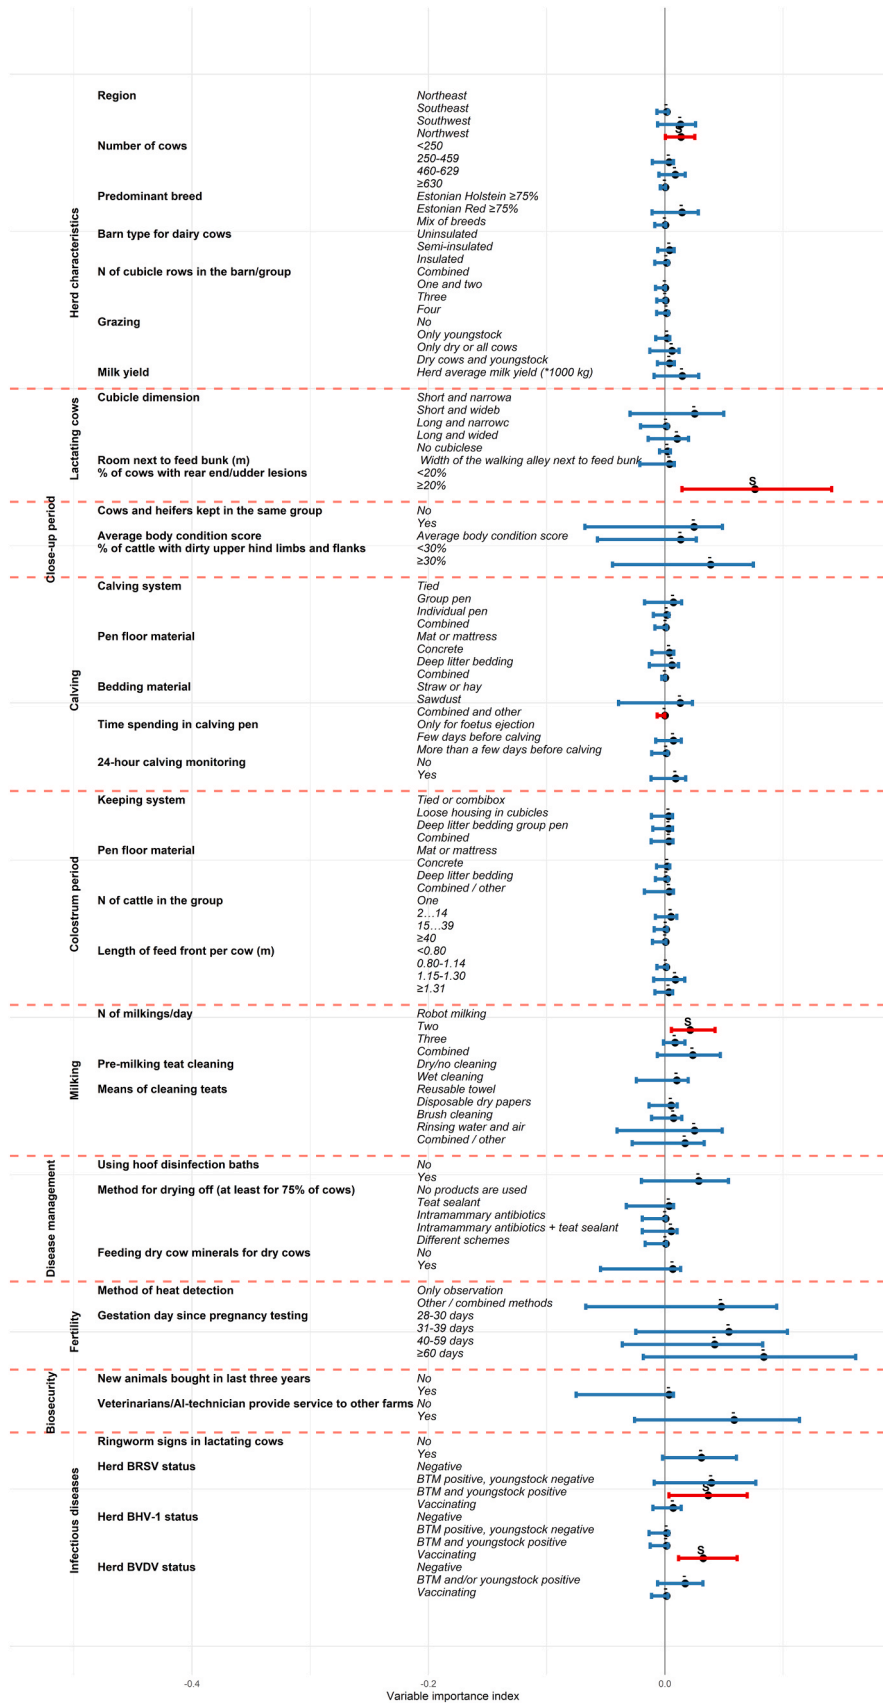 Herd characteristics
Region
Northeast
Southeast
Southwest
Northwest
S
Number of cows
<250
250-459
460-629
≥630
Predominant breed
Estonian Holstein ≥75%
Estonian Red ≥75%
Mix of breeds
Barn type for dairy cows
Uninsulated
Semi-insulated
Insulated
N of cubicle rows in the barn/group
Combined
One and two
Three
Four
Grazing
No
Only youngstock
Only dry or all cows
Dry cows and youngstock
Milk yield
Herd average milk yield (*1000 kg)
Lactating cows
Cubicle dimension
Short and narrowa
Short and wideb
Long and narrowc
Long and wided
No cubiclese
Room next to feed bunk (m)
Width of the walking alley next to feed bunk
% of cows with rear end/udder lesions
<20%
≥20%
S
Close-up period
Cows and heifers kept in the same group
No
Yes
Average body condition score
Average body condition score
% of cattle with dirty upper hind limbs and flanks
<30%
≥30%
Calving
Calving system
Tied
Group pen
Individual pen
Combined
Pen floor material
Mat or mattress
Concrete
Deep litter bedding
Combined
Bedding material
Straw or hay
Sawdust
Combined and other
Time spending in calving pen
Only for foetus ejection
Few days before calving
More than a few days before calving
24-hour calving monitoring
No
Yes
Colostrum period
Keeping system
Tied or combibox
Loose housing in cubicles
Deep litter bedding group pen
Combined
Pen floor material
Mat or mattress
Concrete
Deep litter bedding
Combined / other
N of cattle in the group
One
2…14
15…39
≥40
Length of feed front per cow (m)
<0.80
0.80-1.14
1.15-1.30
≥1.31
Milking
N of milkings/day
Robot milking
Two
S
Three
Combined
Pre-milking teat cleaning
Dry/no cleaning
Wet cleaning
Means of cleaning teats
Reusable towel
Disposable dry papers
Brush cleaning
Rinsing water and air
Combined / other
Disease management
Using hoof disinfection baths
No
Yes
Method for drying off (at least for 75% of cows)
No products are used
Teat sealant
Intramammary antibiotics
Intramammary antibiotics + teat sealant
Different schemes
Feeding dry cow minerals for dry cows
No
Yes
Fertility
Method of heat detection
Only observation
Other / combined methods
Gestation day since pregnancy testing
28-30 days
31-39 days
40-59 days
≥60 days
Biosecurity
New animals bought in last three years
No
Yes
Veterinarians/AI-technician provide service to other farms
No
Yes
Infectious diseases
Ringworm signs in lactating cows
No
Yes
Herd BRSV status
Negative
BTM positive, youngstock negative
BTM and youngstock positive
S
Vaccinating
Herd BHV-1 status
Negative
BTM positive, youngstock negative
BTM and youngstock positive
Vaccinating
S
Herd BVDV status
Negative
BTM and/or youngstock positive
Vaccinating
-0.4
-0.2
0.0
Variable importance index